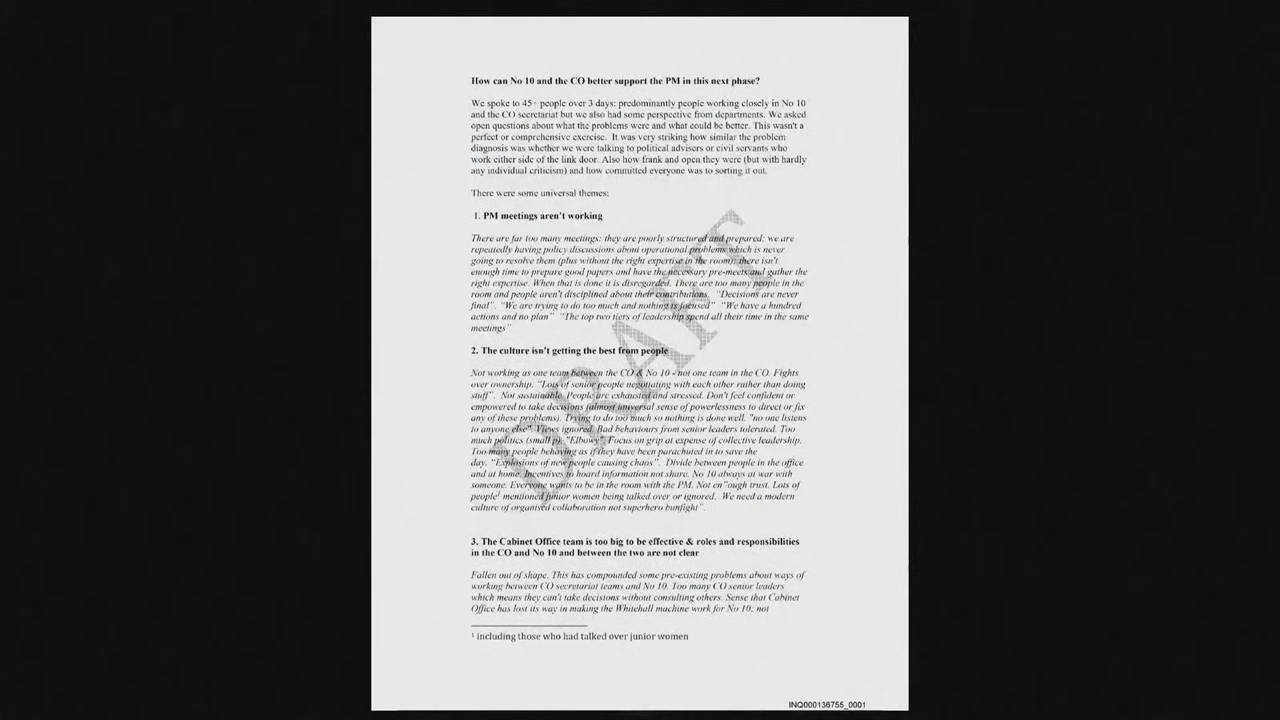 How can No 10 and the CO better support the PM in this next phase?
We spoke to 45+ people over 3 days: predominantly people working closely in No 10
and the CO secretariat but we also had some perspective from departments. We asked
open questions about what the problems were and what could be better. This wasn't a
perfect or comprehensive exercise. It was very striking how similar the problem
diagnosis was whether we were talking to political advisers or civil servants who
work either side of the link door. Also how frank and open they were (but with hardly
any individual criticism) and how committed everyone was to sorting it out.
There were some universal themes:
1. PM meetings aren't working
There are far too many meetings: they are poorly structured and prepared; we are
repeatedly having policy discussions about operational problems which is never
going to resolve them (plus without the right expertise in the room); there isn't
enough time to prepare good papers and have the necessary pre-meets and gather the
right expertise. When that is done it is disregarded. There are too many people in the
room and people aren't disciplined about their contributions. "Decisions are never
final". "We are trying to do too much and nothing is focused" "We have a hundred
actions and no plan" "The top two tiers of leadership spend all their time in the same
meetings"
2. The culture isn't getting the best from people
Not working as one team between the CO & No 10 - not one team in the CO. Fights
over ownership. "Lots of senior people negotiating with each other rather than doing
stuff". Not sustainable. People are exhausted and stressed. Don't feel confident or
empowered to take decisions (almost universal sense of powerlessness to direct or fix
any of these problems). Trying to do too much so nothing is done well. "no one listens
to anyone else" Views ignored. Bad behaviours from senior leaders tolerated. Too
much politics (small p). "Elbowy". Focus on grip at expense of collective leadership.
Too many people behaving as if they have been parachuted in to save the
day. "Explosions of new people causing chaos". Divide between people in the office
and at home. Incentives to hoard information not share. No 10 always at war with
someone. Everyone wants to be in the room with the PM. Not en"ough trust. Lots of
people¹ mentioned junior women being talked over or ignored. We need a modern
culture of organised collaboration not superhero bunfight".
3. The Cabinet Office team is too big to be effective & roles and responsibilities
in the CO and No 10 and between the two are not clear
Fallen out of shape. This has compounded some pre-existing problems about ways of
working between CO secretariat teams and No 10. Too many CO senior leaders
which means they can't take decisions without consulting others. Sense that Cabinet
Office has lost its way in making the Whitehall machine work for No 10; not
¹ including those who had talked over junior women
INQ000136755_0001
DRAFT